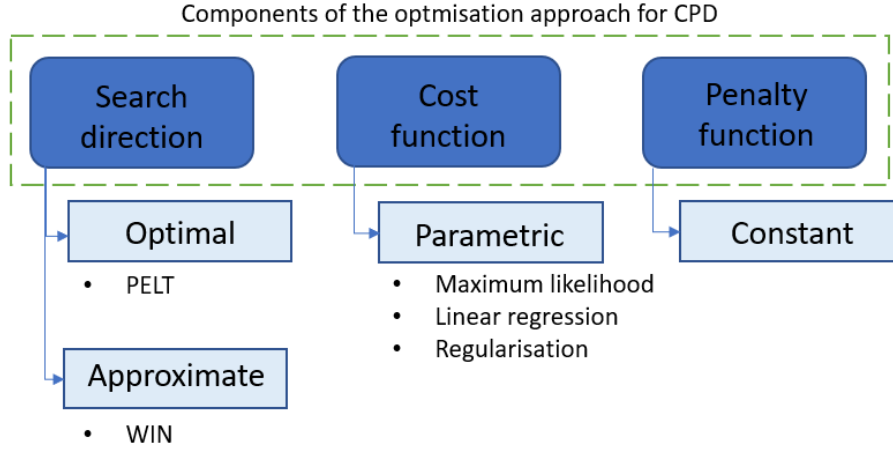 Components of the optmisation approach for CPD
Search
direction
Cost
function
Penalty
function
Optimal
• PELT
Approximate
• WIN
Parametric
• Maximum likelihood
• Linear regression
• Regularisation
Constant